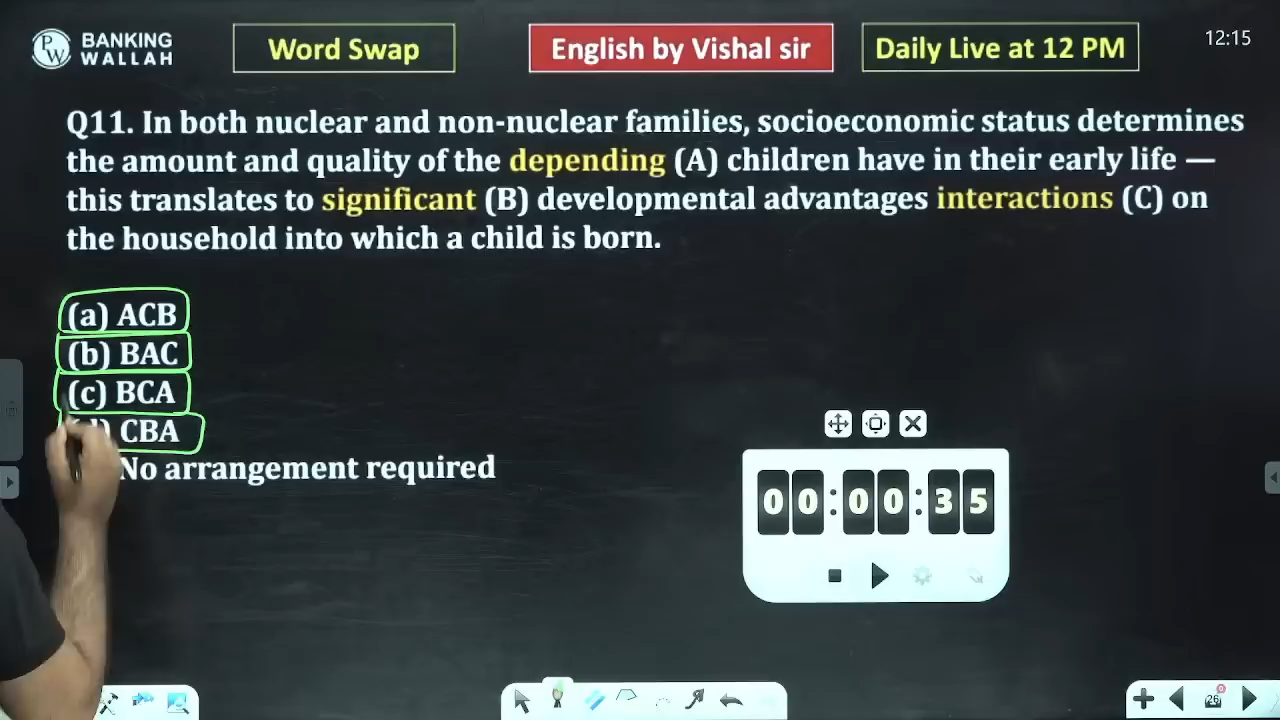 PW
BANKING
WALLAH
Word Swap
English by Vishal sir
Daily Live at 12 PM
12:15
Q11. In both nuclear and non-nuclear families, socioeconomic status determines
the amount and quality of the depending (A) children have in their early life —
this translates to significant (B) developmental advantages interactions (C) on
the household into which a child is born.
(a) ACB
(b) BAC
(c) BCA
(d) CBA
No arrangement required
00:00:35
26